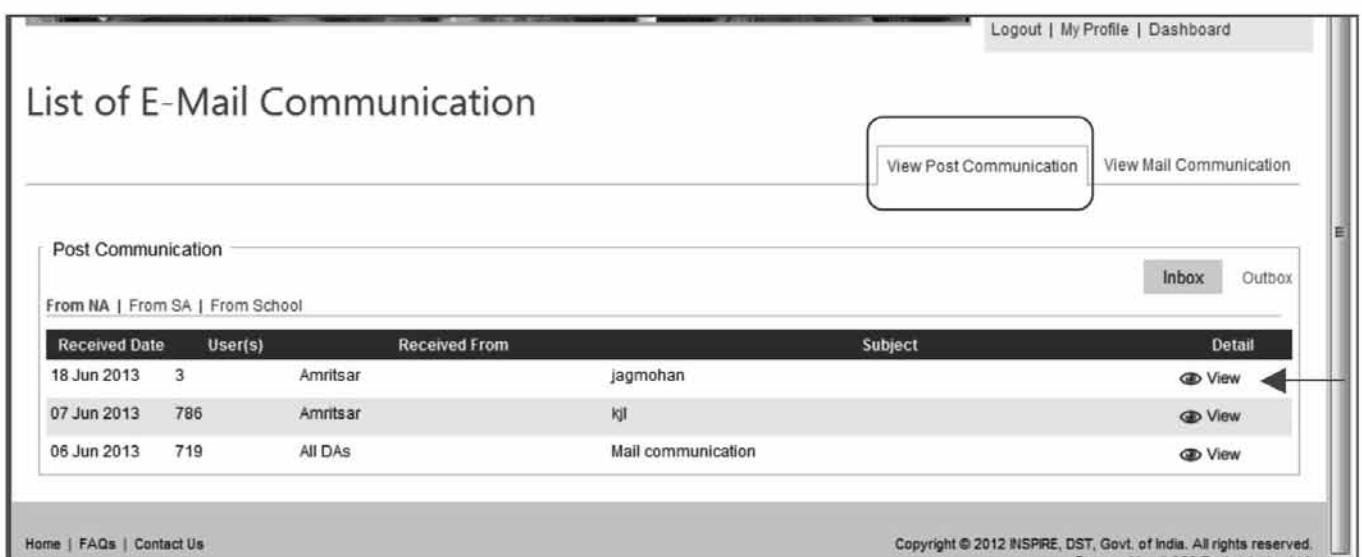 Logout | My Profile | Dashboard
List of E-Mail Communication
View Post Communication View Mail Communication
Post Communication
Inbox Outbox
From NA | From SA | From School
Received Date User(s) Received From Subject Detail
18 Jun 2013 3 Amritsar jagmohan View
07 Jun 2013 786 Amritsar kjl View
06 Jun 2013 719 All DAs Mail communication View
Home | FAQs | Contact Us Copyright © 2012 INSPIRE, DST, Govt. of India. All rights reserved.